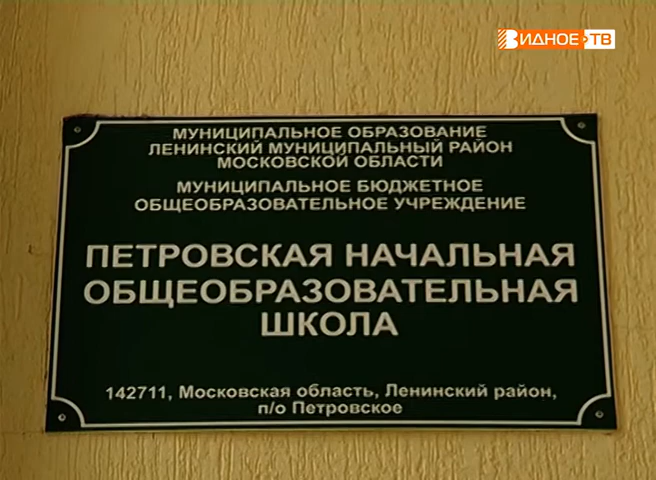 ВИДНОЕ ТВ
МУНИЦИПАЛЬНОЕ ОБРАЗОВАНИЕ
ЛЕНИНСКИЙ МУНИЦИПАЛЬНЫЙ РАЙОН
МОСКОВСКОЙ ОБЛАСТИ
МУНИЦИПАЛЬНОЕ БЮДЖЕТНОЕ
ОБЩЕОБРАЗОВАТЕЛЬНОЕ УЧРЕЖДЕНИЕ
ПЕТРОВСКАЯ НАЧАЛЬНАЯ
ОБЩЕОБРАЗОВАТЕЛЬНАЯ
ШКОЛА
142711, Московская область, Ленинский район,
п/о Петровское